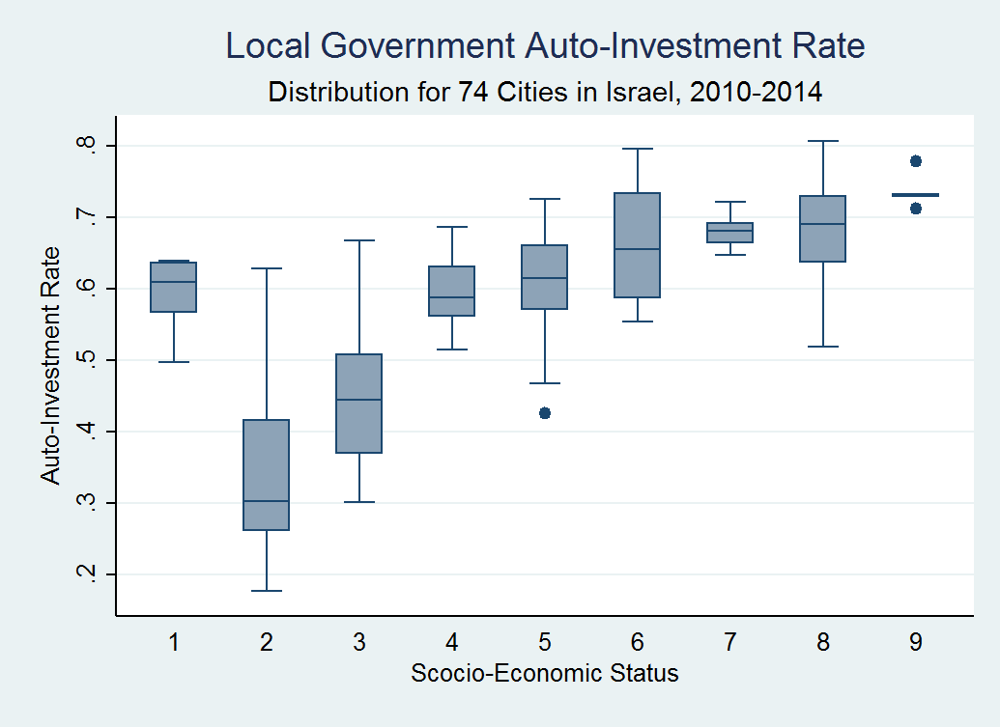 Local Government Auto-Investment Rate
Distribution for 74 Cities in Israel, 2010-2014
Auto-Investment Rate
.8
.7
.6
.5
.4
.3
.2
1 2 3 4 5 6 7 8 9
Scocio-Economic Status